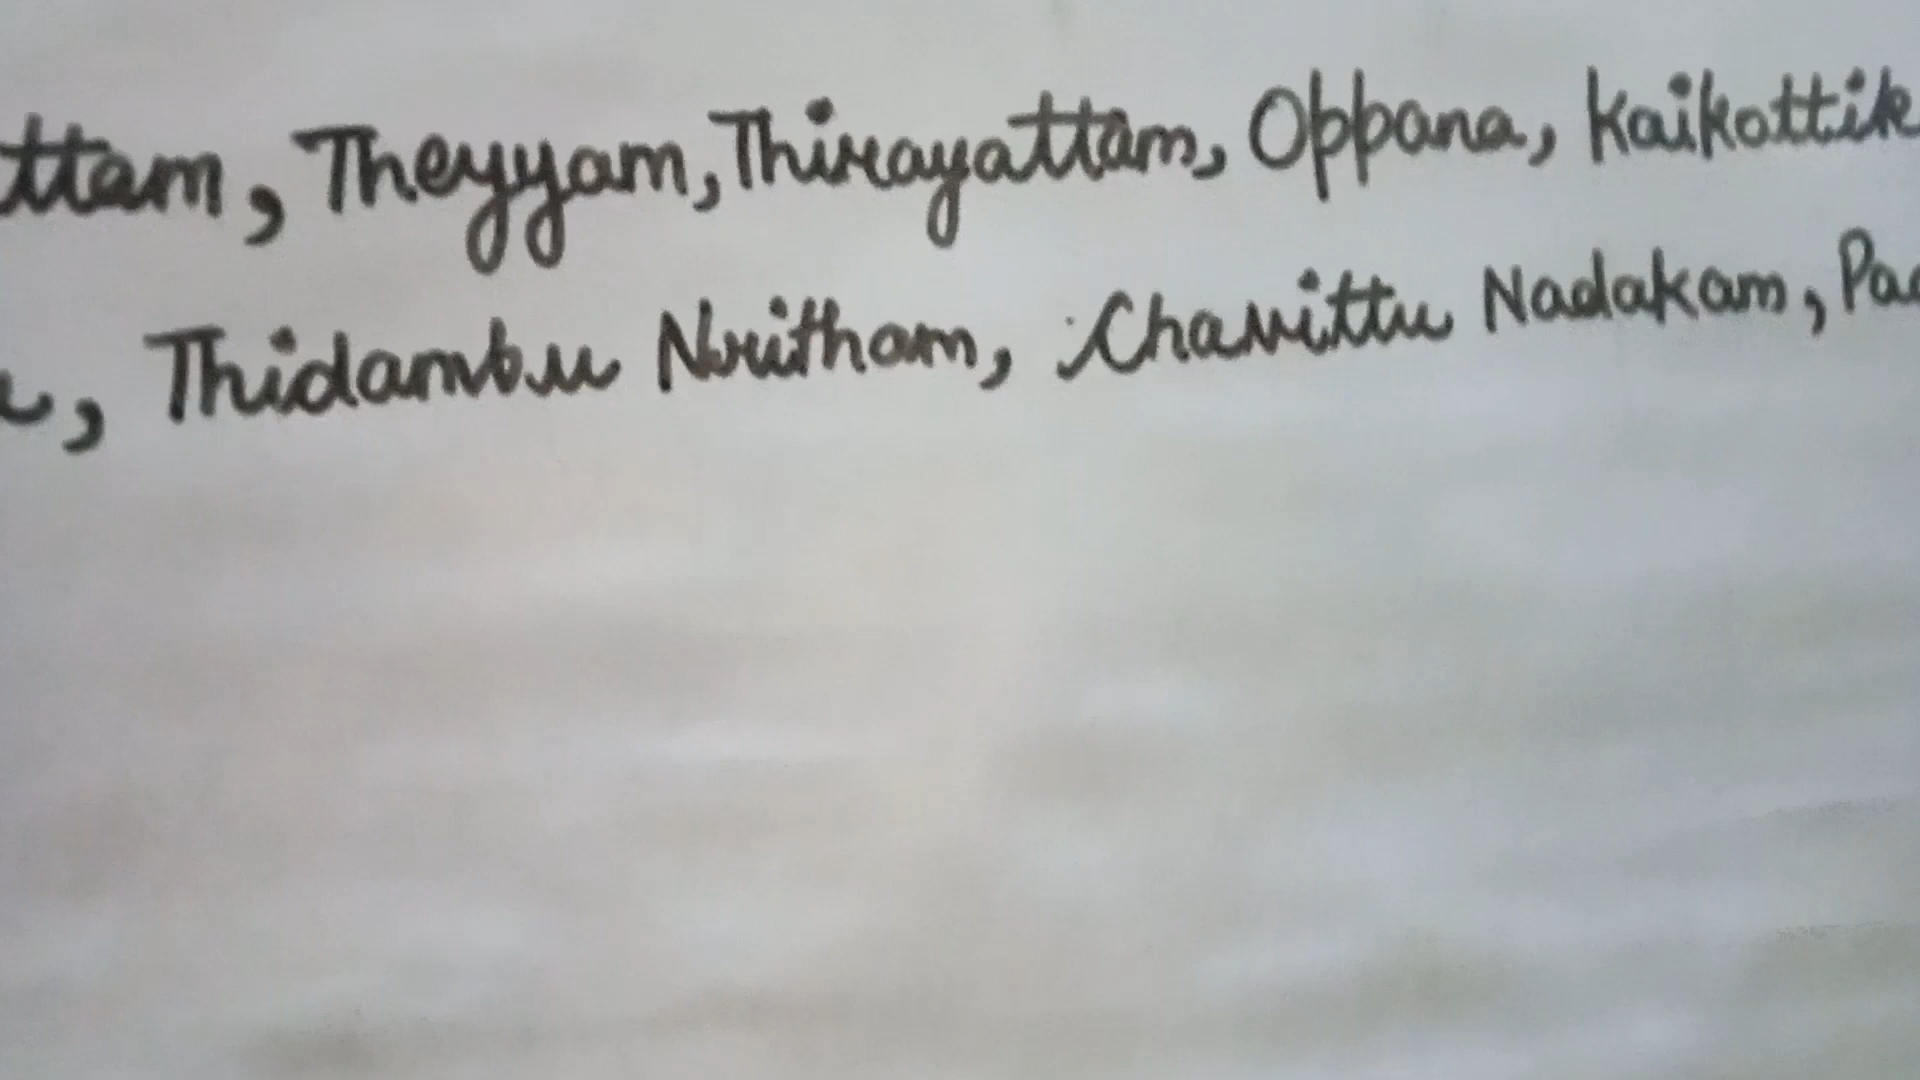 ttam, Theyyam, Thirayattam, Oppana, Kaikottik
, Thidambu Nritham, Chavittu Nadakam, Pa